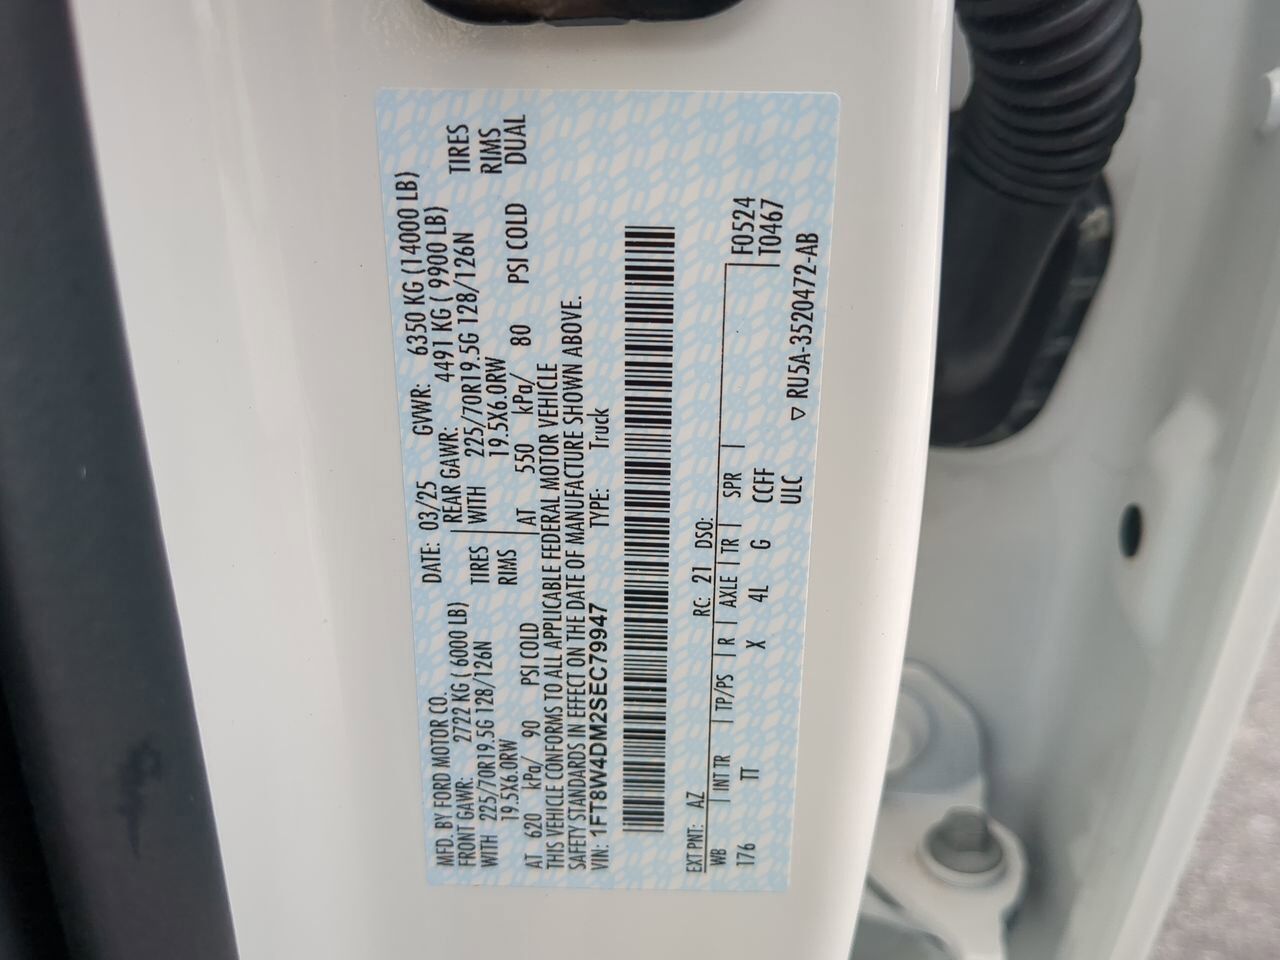 MFD. BY FORD MOTOR CO. DATE: 03/25 GVWR: 6350 KG (14000 LB)
FRONT GAWR: 2722 KG ( 6000 LB) REAR GAWR: 4491 KG ( 9900 LB)
WITH 225/70R19.5G 128/126N TIRES WITH 225/70R19.5G 128/126N TIRES
19.5X6.0RW RIMS 19.5X6.0RW RIMS
AT 620 kPa/ 90 PSI COLD AT 550 kPa/ 80 PSI COLD DUAL
THIS VEHICLE CONFORMS TO ALL APPLICABLE FEDERAL MOTOR VEHICLE
SAFETY STANDARDS IN EFFECT ON THE DATE OF MANUFACTURE SHOWN ABOVE.
VIN: 1FT8W4DM2SEC79947 TYPE: Truck
EXT PNT: AZ RC: 21 DSO:
WB INT TR TP/PS R AXLE TR SPR F0524
176 TT X 4L G CCFF T0467
ULC
▽ RU5A-3520472-AB